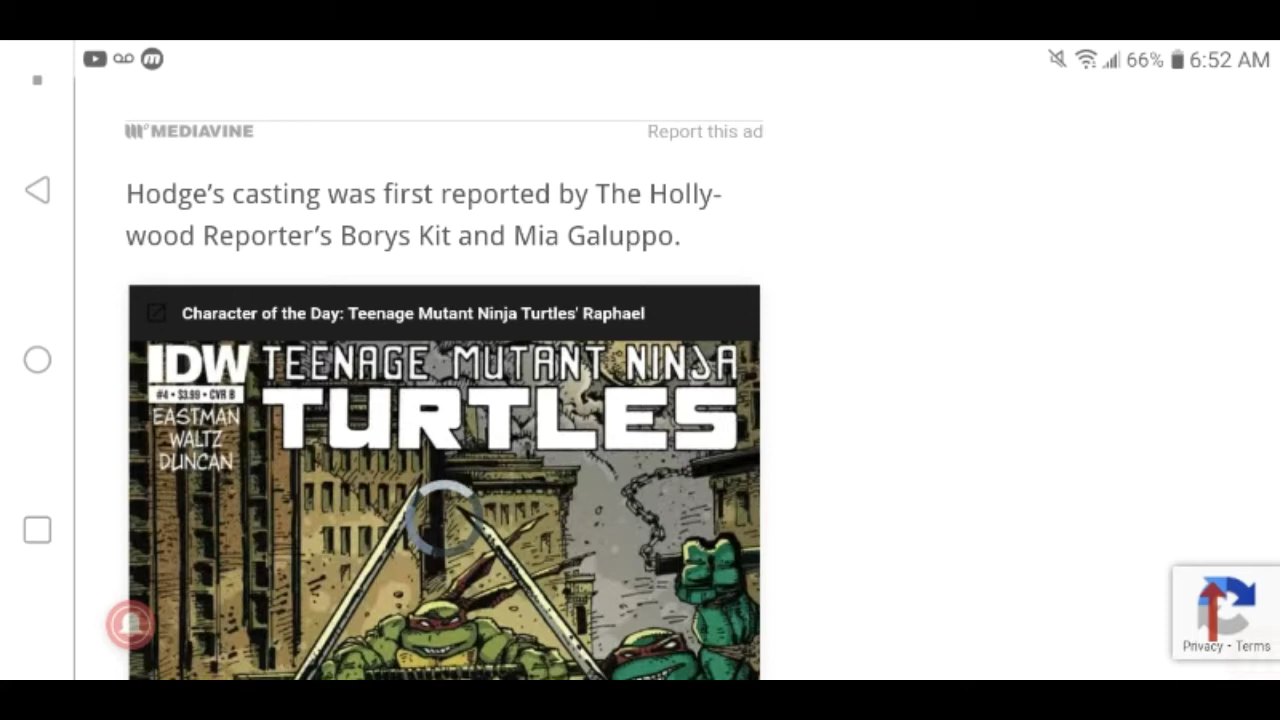 66% 6:52 AM
MEDIAVINE
Report this ad
Hodge's casting was first reported by The Holly-
wood Reporter's Borys Kit and Mia Galuppo.
Character of the Day: Teenage Mutant Ninja Turtles' Raphael
IDW
TEENAGE MUTANT NINJA
TURTLES
#4 • $3.99 • CVR B
EASTMAN
WALTZ
DUNCAN
Privacy - Terms